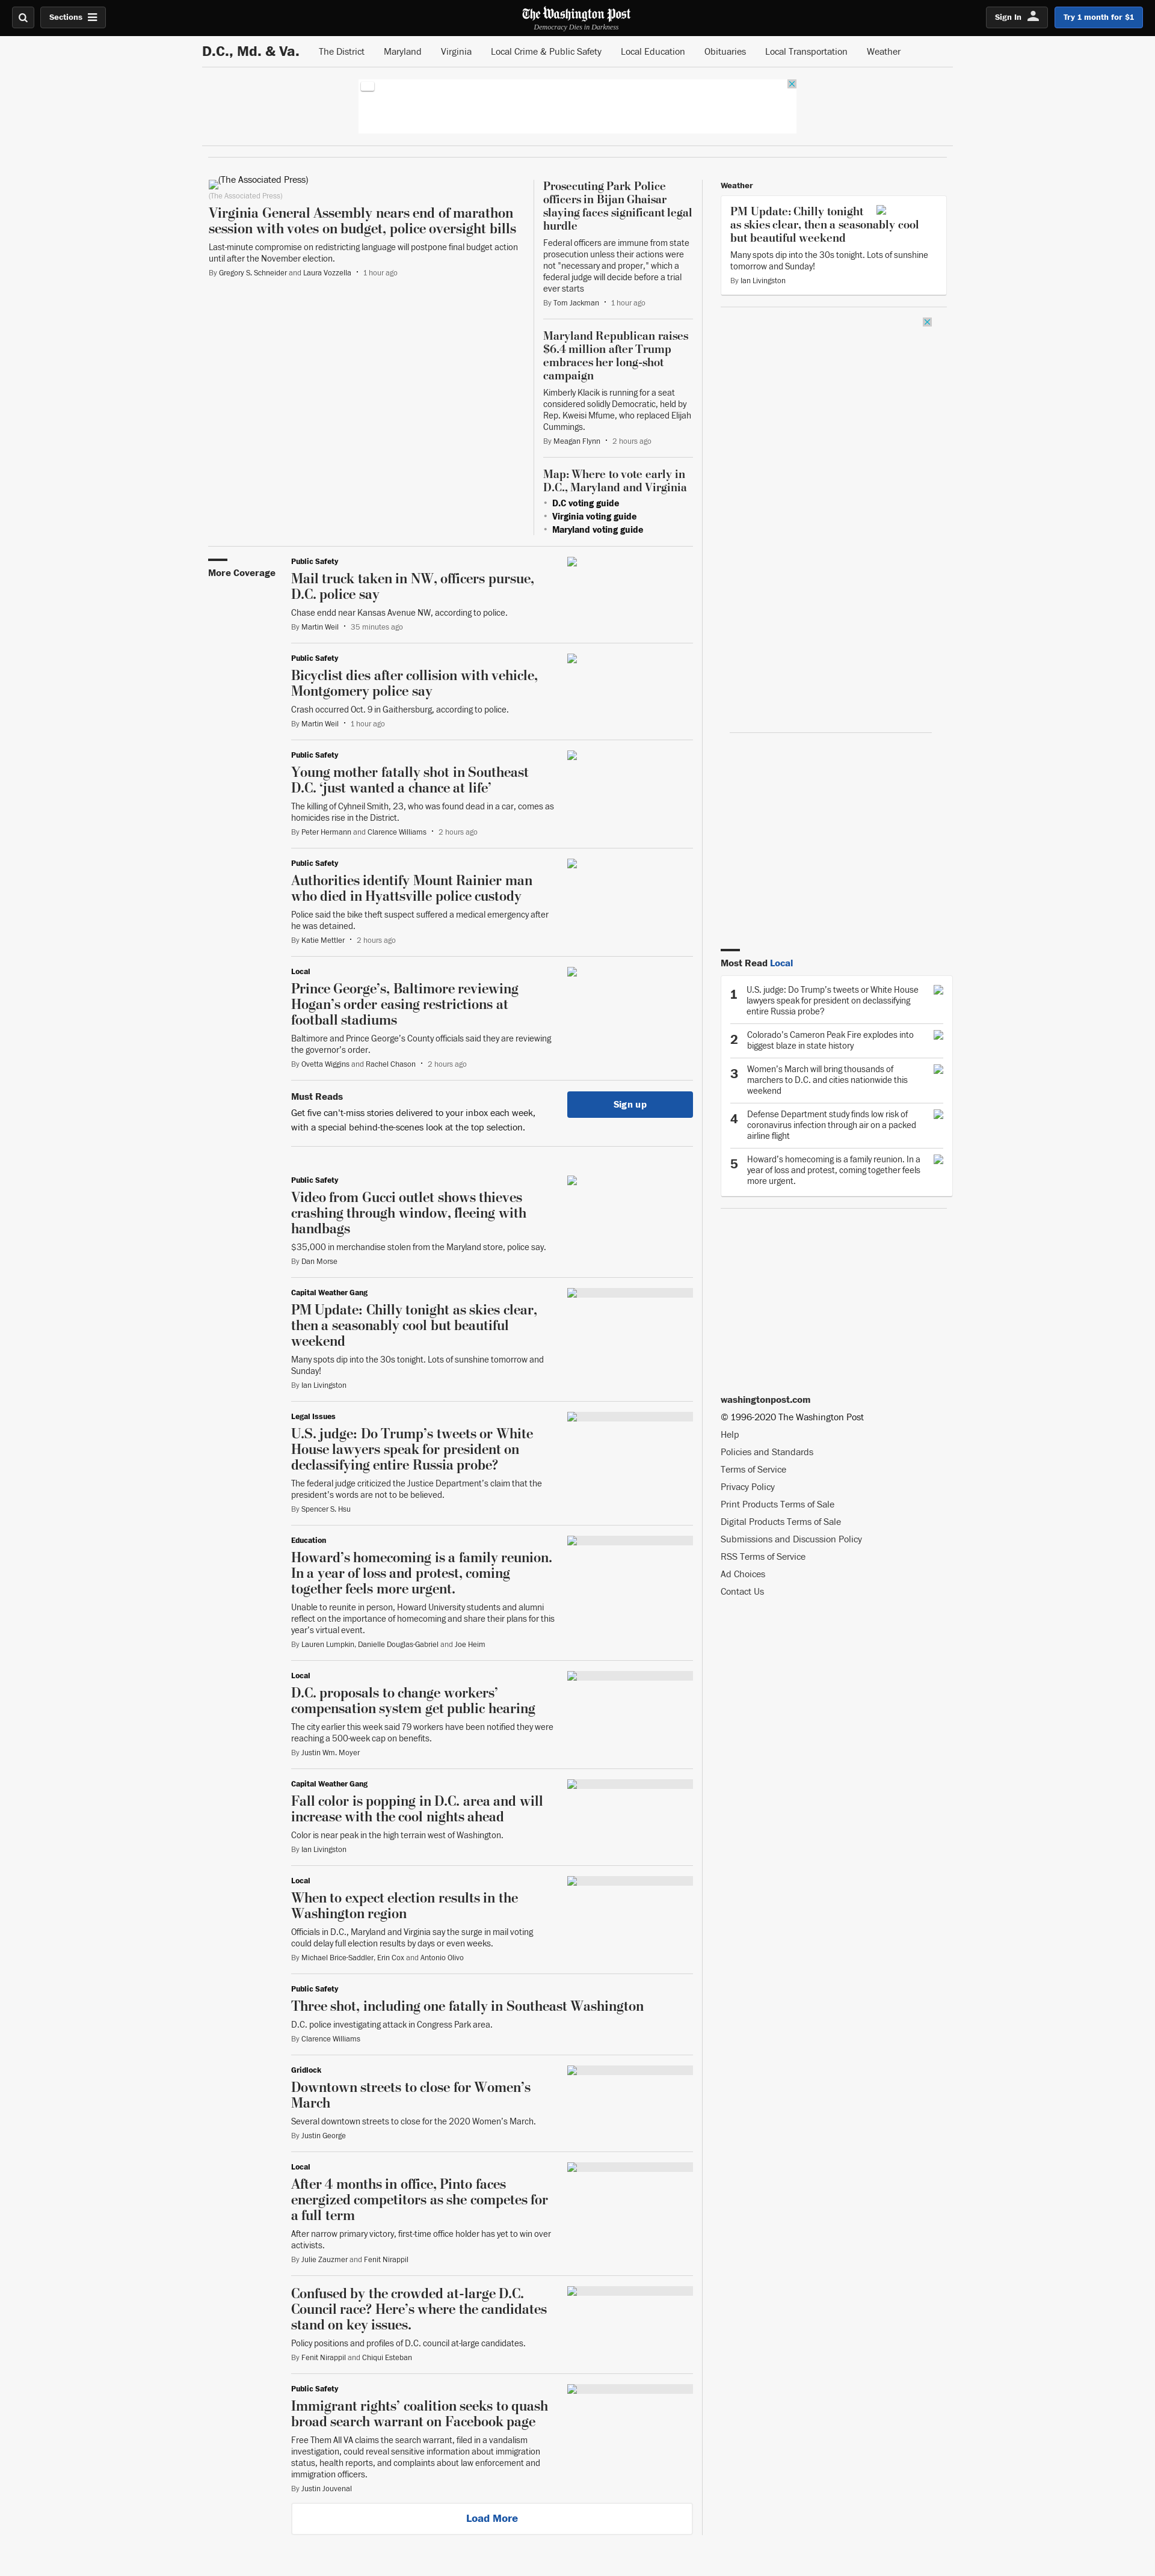 Sections
The Washington Post
Democracy Dies in Darkness
Sign In
Try 1 month for $1
D.C., Md. & Va.
The District
Maryland
Virginia
Local Crime & Public Safety
Local Education
Obituaries
Local Transportation
Weather
(The Associated Press)
(The Associated Press)
Virginia General Assembly nears end of marathon
session with votes on budget, police oversight bills
Last-minute compromise on redistricting language will postpone final budget action
until after the November election.
By Gregory S. Schneider and Laura Vozzella • 1 hour ago
Prosecuting Park Police
officers in Bijan Ghaisar
slaying faces significant legal
hurdle
Federal officers are immune from state
prosecution unless their actions were
not "necessary and proper," which a
federal judge will decide before a trial
ever starts
By Tom Jackman • 1 hour ago
Maryland Republican raises
$6.4 million after Trump
embraces her long-shot
campaign
Kimberly Klacik is running for a seat
considered solidly Democratic, held by
Rep. Kweisi Mfume, who replaced Elijah
Cummings.
By Meagan Flynn • 2 hours ago
Map: Where to vote early in
D.C., Maryland and Virginia
• D.C voting guide
• Virginia voting guide
• Maryland voting guide
Weather
PM Update: Chilly tonight
as skies clear, then a seasonably cool
but beautiful weekend
Many spots dip into the 30s tonight. Lots of sunshine
tomorrow and Sunday!
By Ian Livingston
More Coverage
Public Safety
Mail truck taken in NW, officers pursue,
D.C. police say
Chase endd near Kansas Avenue NW, according to police.
By Martin Weil • 35 minutes ago
Public Safety
Bicyclist dies after collision with vehicle,
Montgomery police say
Crash occurred Oct. 9 in Gaithersburg, according to police.
By Martin Weil • 1 hour ago
Public Safety
Young mother fatally shot in Southeast
D.C. ‘just wanted a chance at life’
The killing of Cyhneil Smith, 23, who was found dead in a car, comes as
homicides rise in the District.
By Peter Hermann and Clarence Williams • 2 hours ago
Public Safety
Authorities identify Mount Rainier man
who died in Hyattsville police custody
Police said the bike theft suspect suffered a medical emergency after
he was detained.
By Katie Mettler • 2 hours ago
Local
Prince George’s, Baltimore reviewing
Hogan’s order easing restrictions at
football stadiums
Baltimore and Prince George’s County officials said they are reviewing
the governor’s order.
By Ovetta Wiggins and Rachel Chason • 2 hours ago
Must Reads
Get five can't-miss stories delivered to your inbox each week,
with a special behind-the-scenes look at the top selection.
Sign up
Public Safety
Video from Gucci outlet shows thieves
crashing through window, fleeing with
handbags
$35,000 in merchandise stolen from the Maryland store, police say.
By Dan Morse
Capital Weather Gang
PM Update: Chilly tonight as skies clear,
then a seasonably cool but beautiful
weekend
Many spots dip into the 30s tonight. Lots of sunshine tomorrow and
Sunday!
By Ian Livingston
Legal Issues
U.S. judge: Do Trump’s tweets or White
House lawyers speak for president on
declassifying entire Russia probe?
The federal judge criticized the Justice Department’s claim that the
president’s words are not to be believed.
By Spencer S. Hsu
Education
Howard’s homecoming is a family reunion.
In a year of loss and protest, coming
together feels more urgent.
Unable to reunite in person, Howard University students and alumni
reflect on the importance of homecoming and share their plans for this
year’s virtual event.
By Lauren Lumpkin, Danielle Douglas-Gabriel and Joe Heim
Local
D.C. proposals to change workers’
compensation system get public hearing
The city earlier this week said 79 workers have been notified they were
reaching a 500-week cap on benefits.
By Justin Wm. Moyer
Capital Weather Gang
Fall color is popping in D.C. area and will
increase with the cool nights ahead
Color is near peak in the high terrain west of Washington.
By Ian Livingston
Local
When to expect election results in the
Washington region
Officials in D.C., Maryland and Virginia say the surge in mail voting
could delay full election results by days or even weeks.
By Michael Brice-Saddler, Erin Cox and Antonio Olivo
Public Safety
Three shot, including one fatally in Southeast Washington
D.C. police investigating attack in Congress Park area.
By Clarence Williams
Gridlock
Downtown streets to close for Women’s
March
Several downtown streets to close for the 2020 Women’s March.
By Justin George
Local
After 4 months in office, Pinto faces
energized competitors as she competes for
a full term
After narrow primary victory, first-time office holder has yet to win over
activists.
By Julie Zauzmer and Fenit Nirappil
Confused by the crowded at-large D.C.
Council race? Here’s where the candidates
stand on key issues.
Policy positions and profiles of D.C. council at-large candidates.
By Fenit Nirappil and Chiqui Esteban
Public Safety
Immigrant rights’ coalition seeks to quash
broad search warrant on Facebook page
Free Them All VA claims the search warrant, filed in a vandalism
investigation, could reveal sensitive information about immigration
status, health reports, and complaints about law enforcement and
immigration officers.
By Justin Jouvenal
Load More
Most Read Local
1 U.S. judge: Do Trump’s tweets or White House
lawyers speak for president on declassifying
entire Russia probe?
2 Colorado’s Cameron Peak Fire explodes into
biggest blaze in state history
3 Women’s March will bring thousands of
marchers to D.C. and cities nationwide this
weekend
4 Defense Department study finds low risk of
coronavirus infection through air on a packed
airline flight
5 Howard’s homecoming is a family reunion. In a
year of loss and protest, coming together feels
more urgent.
washingtonpost.com
© 1996-2020 The Washington Post
Help
Policies and Standards
Terms of Service
Privacy Policy
Print Products Terms of Sale
Digital Products Terms of Sale
Submissions and Discussion Policy
RSS Terms of Service
Ad Choices
Contact Us